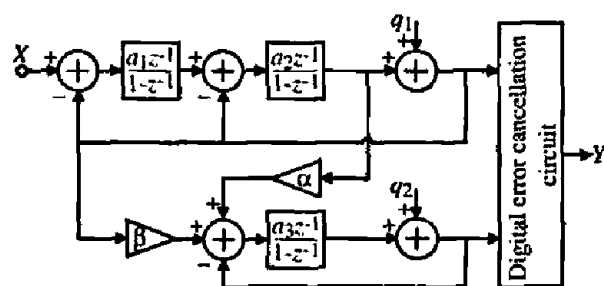 X
+
−
+
a₁z⁻¹
1-z⁻¹
+
−
+
a₂z⁻¹
1-z⁻¹
+
q₁
+
+
α
+
β
+
+
−
a₃z⁻¹
1-z⁻¹
+
q₂
+
+
Digital error cancellation
circuit
Y